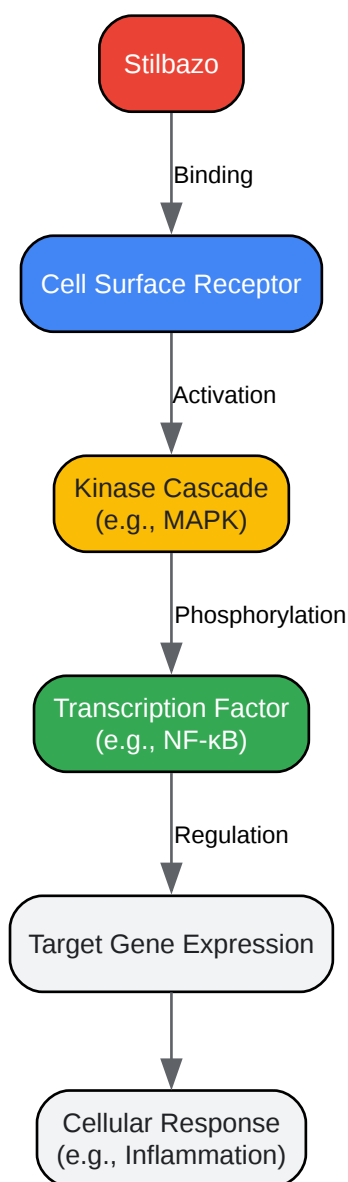 Stilbazo
Binding
Cell Surface Receptor
Activation
Kinase Cascade
(e.g., MAPK)
Phosphorylation
Transcription Factor
(e.g., NF-κB)
Regulation
Target Gene Expression
Cellular Response
(e.g., Inflammation)